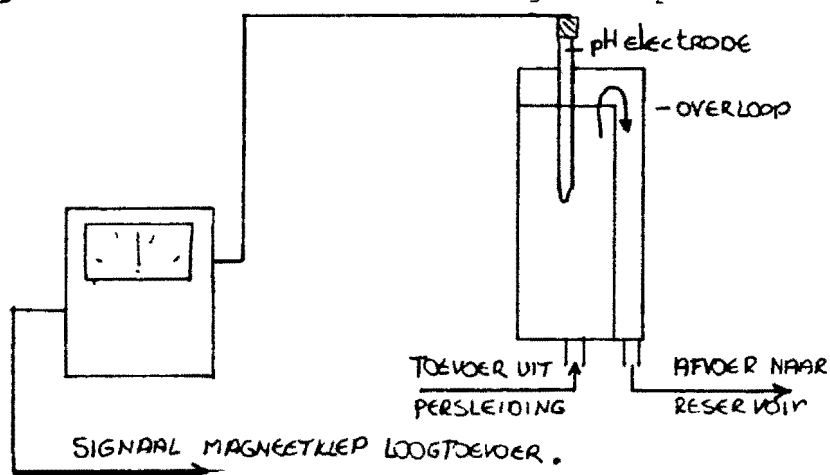 pH electrode
- OVERLOOP
TOEVOER UIT
PERSLEIDING
AFVOER NAAR
RESERVOIR
SIGNAAL MAGNEETKLEP LOOGTOEVOER.